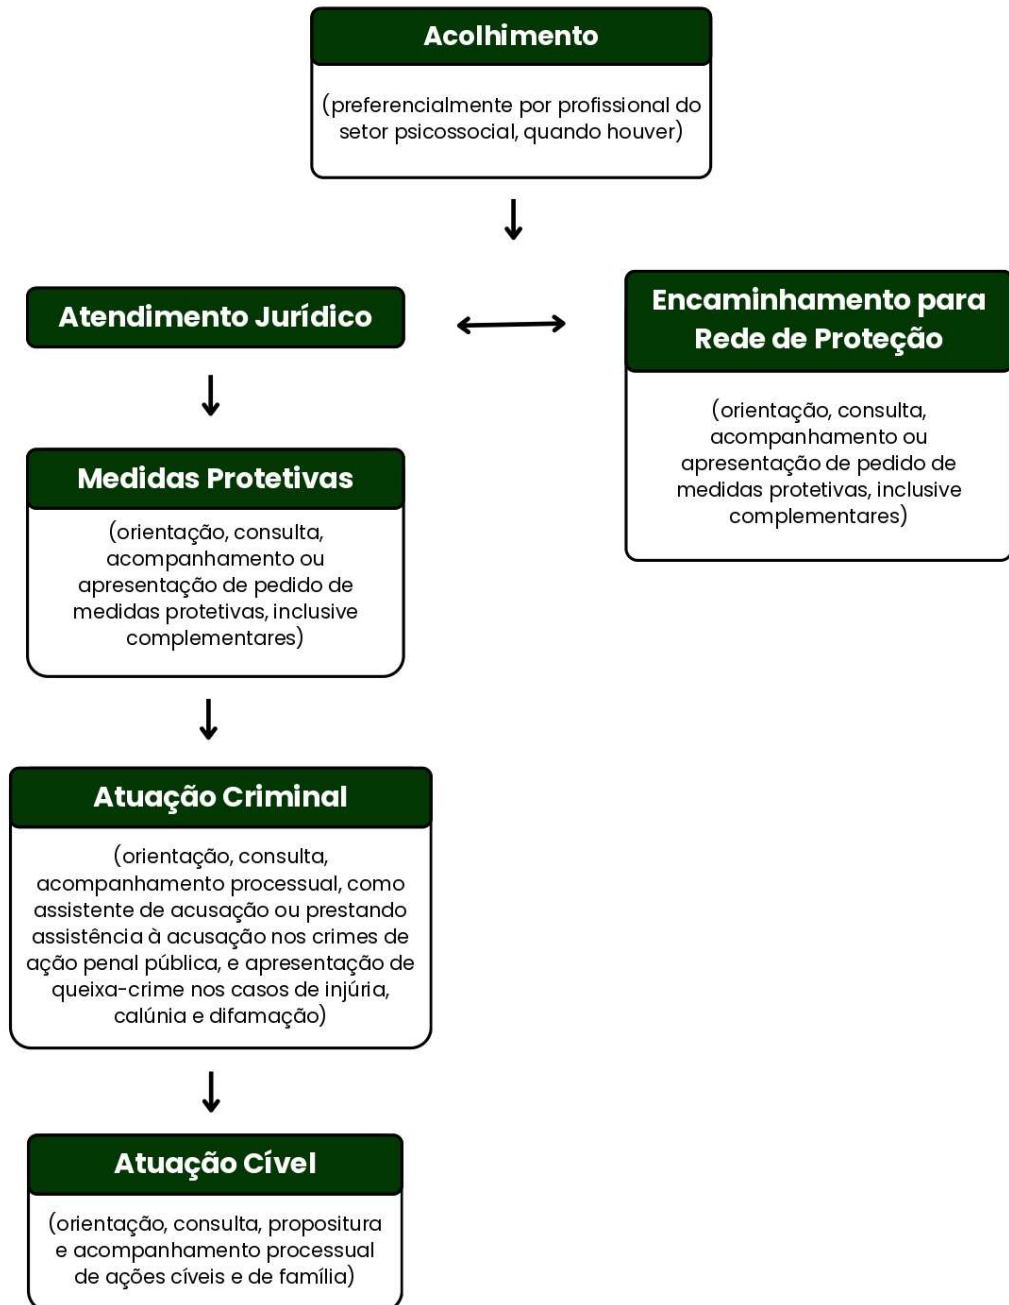 Acolhimento
(preferencialmente por profissional do
setor psicossocial, quando houver)
Atendimento Jurídico
Encaminhamento para
Rede de Proteção
(orientação, consulta,
acompanhamento ou
apresentação de pedido de
medidas protetivas, inclusive
complementares)
Medidas Protetivas
(orientação, consulta,
acompanhamento ou
apresentação de pedido de
medidas protetivas, inclusive
complementares)
Atuação Criminal
(orientação, consulta,
acompanhamento processual, como
assistente de acusação ou prestando
assistência à acusação nos crimes de
ação penal pública, e apresentação de
queixa-crime nos casos de injúria,
calúnia e difamação)
Atuação Cível
(orientação, consulta, propositura
e acompanhamento processual
de ações cíveis e de família)